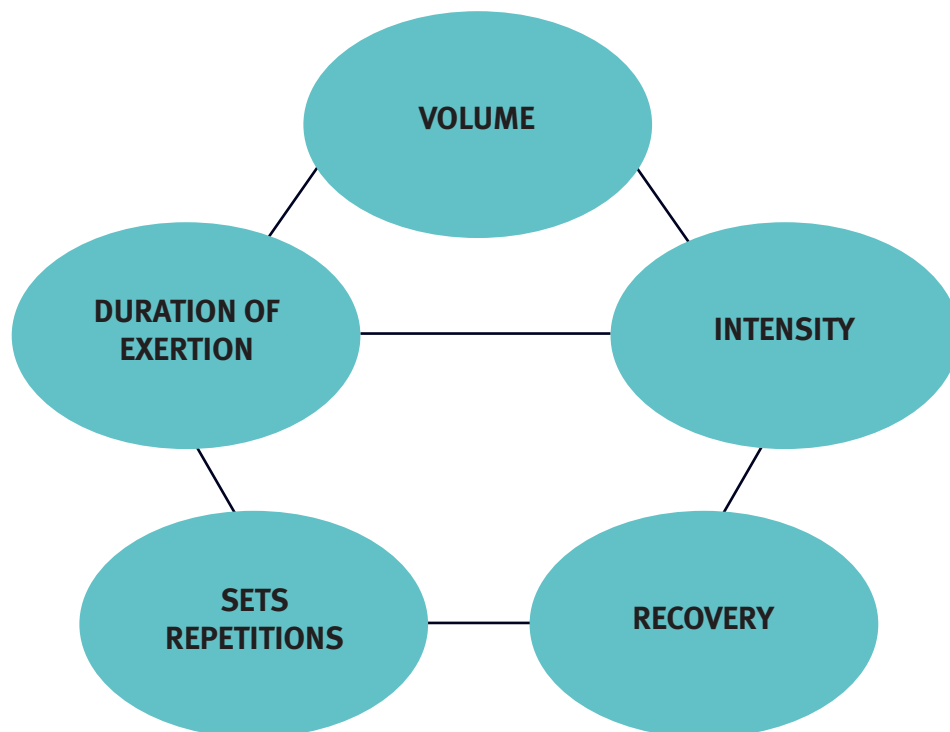 VOLUME
DURATION OF
EXERTION
INTENSITY
SETS
REPETITIONS
RECOVERY